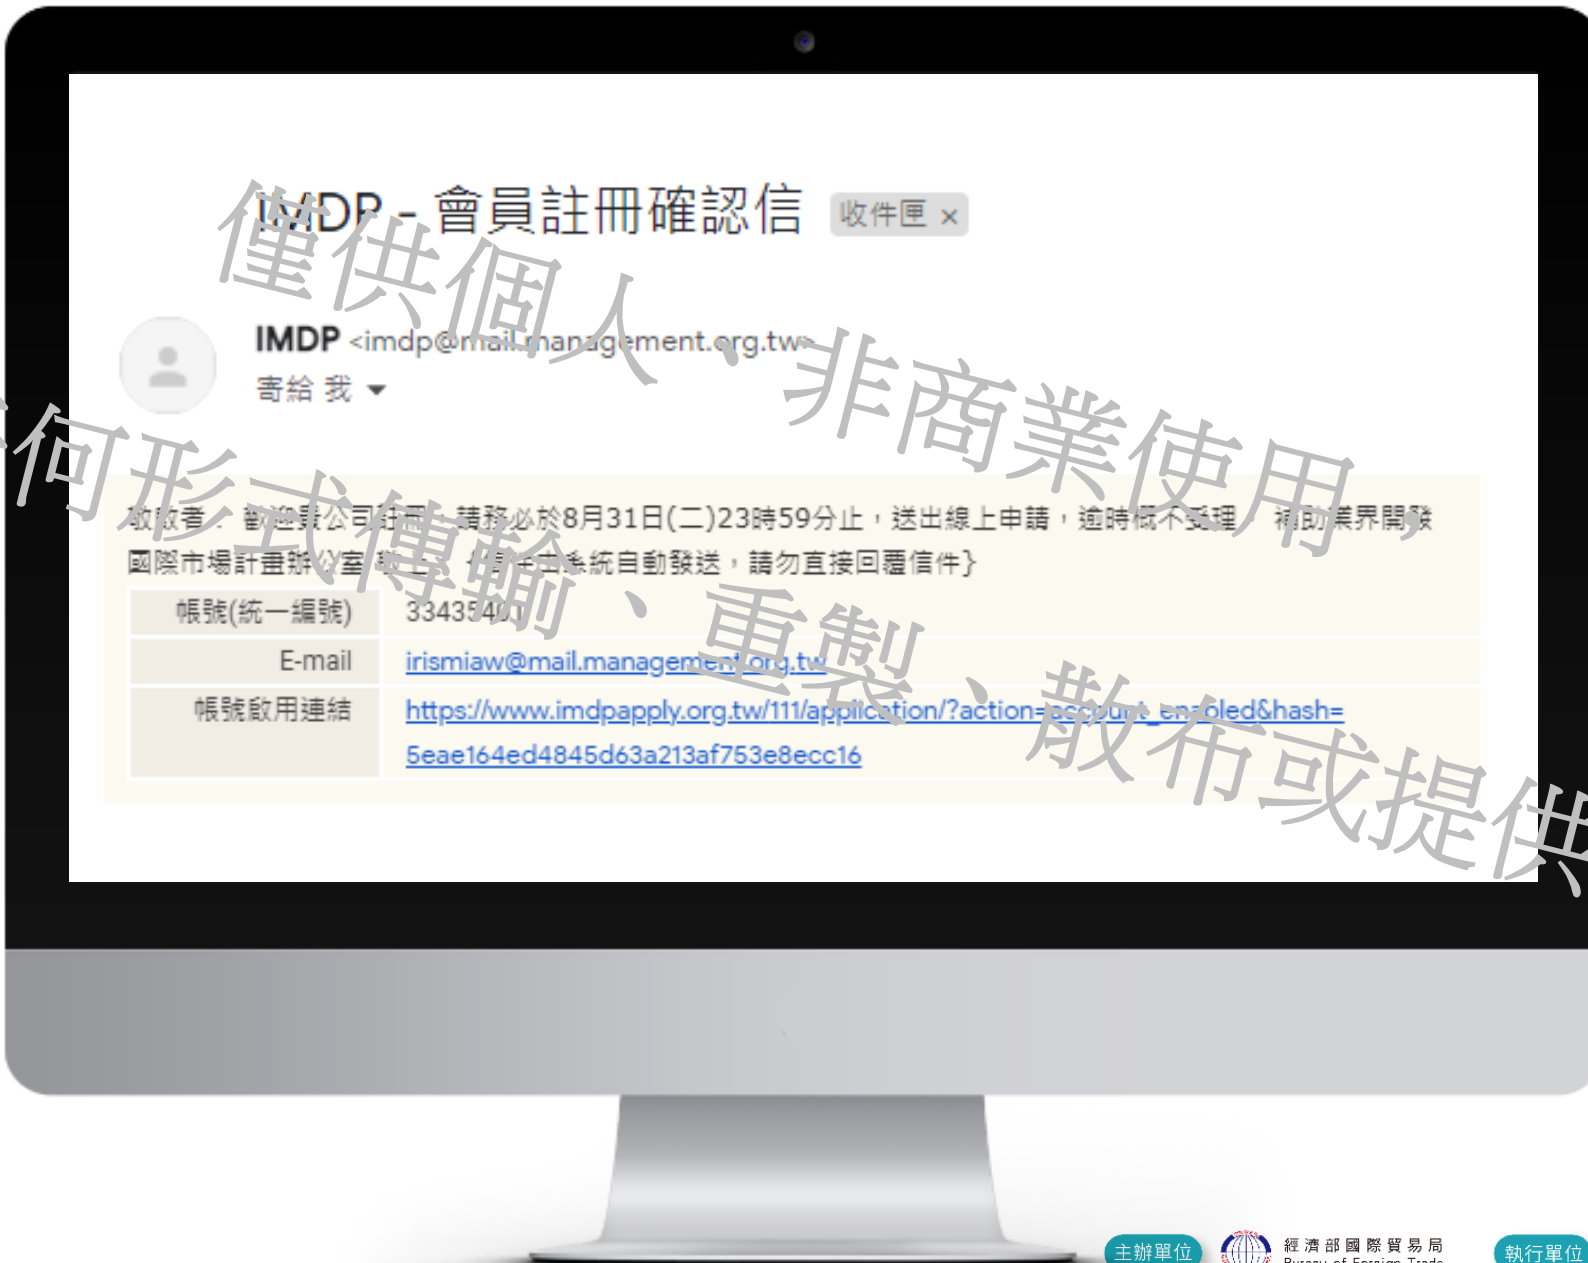 IMDP - 會員註冊確認信 收件匣 ×
IMDP <imdp@mail.management.org.tw>
寄給 我
敬啟者: 歡迎貴公司註冊,請務必於8月31日(二)23時59分止,送出線上申請,逾時概不受理。 補助業界開發
國際市場計畫辦公室 敬上 {信件由系統自動發送,請勿直接回覆信件}
帳號(統一編號) 33435401
E-mail irismiaw@mail.management.org.tw
帳號啟用連結 https://www.imdpapply.org.tw/111/application/?action=account_enabled&hash=
5eae164ed4845d63a213af753e8ecc16
僅供個人、非商業使用,
何形式傳輸、重製、散布或提供
主辦單位 經濟部國際貿易局 執行單位
Bureau of Foreign Trade